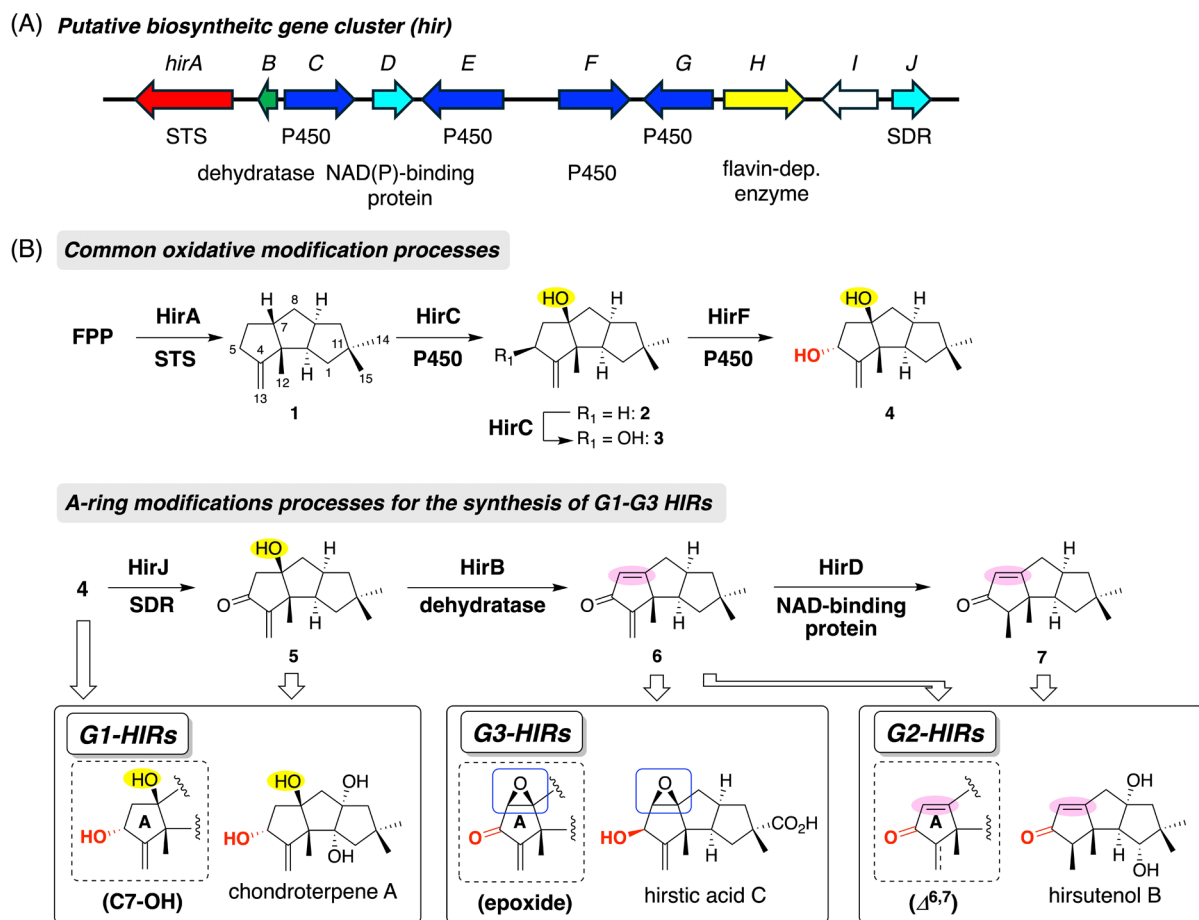 (A) Putative biosyntheitc gene cluster (hir)
hirA B C D E F G H I J
STS P450 P450 P450 SDR
dehydratase NAD(P)-binding protein P450 flavin-dep. enzyme
(B) Common oxidative modification processes
FPP HirA STS
H 8 H 7 5 4 11 14 H 12 1 15 13
1
HirC P450
HO H R1 H
R1 = H: 2
HirC R1 = OH: 3
HirF P450
HO H HO H
4
A-ring modifications processes for the synthesis of G1-G3 HIRs
4 HirJ SDR
HO H O H
5
HirB dehydratase
H O H
6
HirD NAD-binding protein
H O H
7
G1-HIRs
HO HO A
(C7-OH)
HO OH HO OH
chondroterpene A
G3-HIRs
O O A
(epoxide)
O H HO H CO2H
hirstic acid C
G2-HIRs
O A
(Δ6,7)
OH O H OH
hirsutenol B